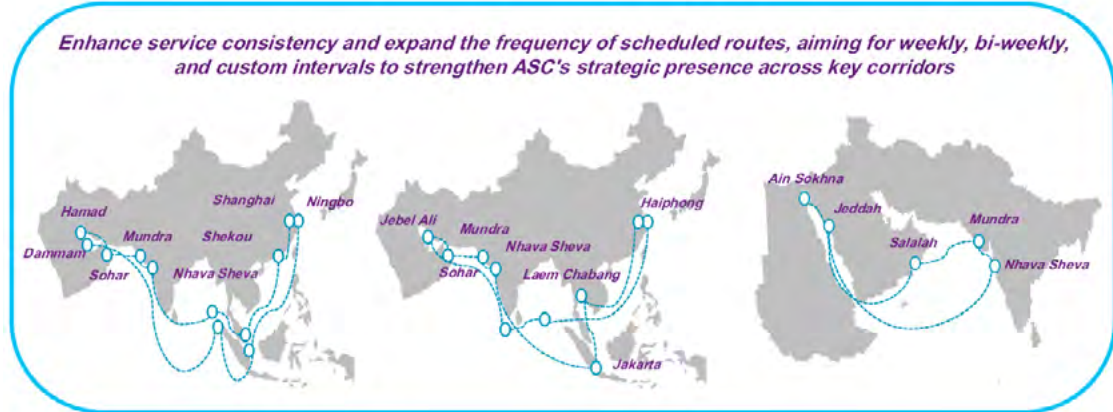 Enhance service consistency and expand the frequency of scheduled routes, aiming for weekly, bi-weekly,
and custom intervals to strengthen ASC's strategic presence across key corridors
Shanghai
Ningbo
Hamad
Shekou
Mundra
Dammam
Sohar
Nhava Sheva
Haiphong
Jebel Ali
Mundra
Nhava Sheva
Sohar
Laem Chabang
Jakarta
Ain Sokhna
Jeddah
Mundra
Salalah
Nhava Sheva